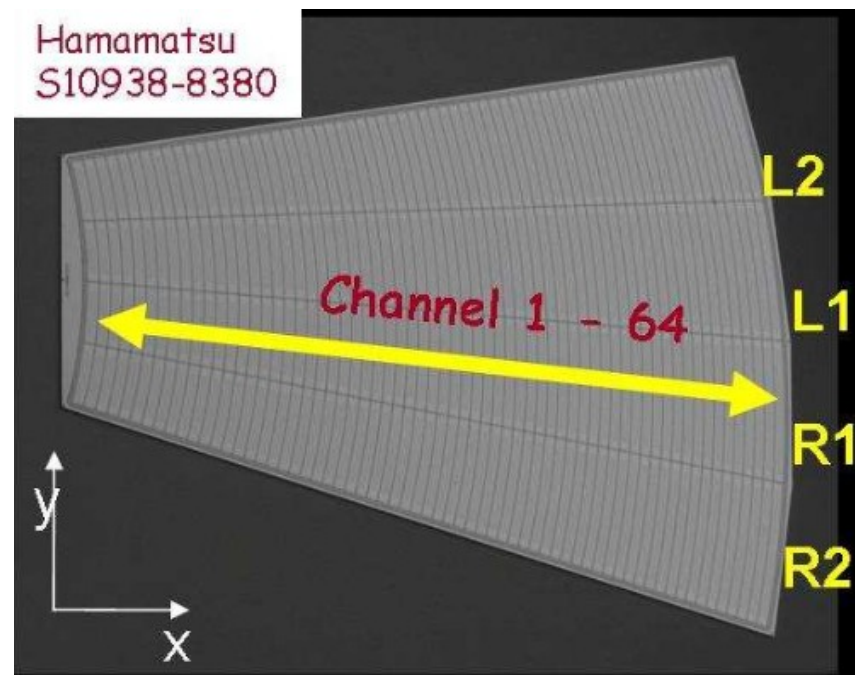 Hamamatsu
S10938-8380
L2
L1
Channel 1 - 64
R1
R2
y
x